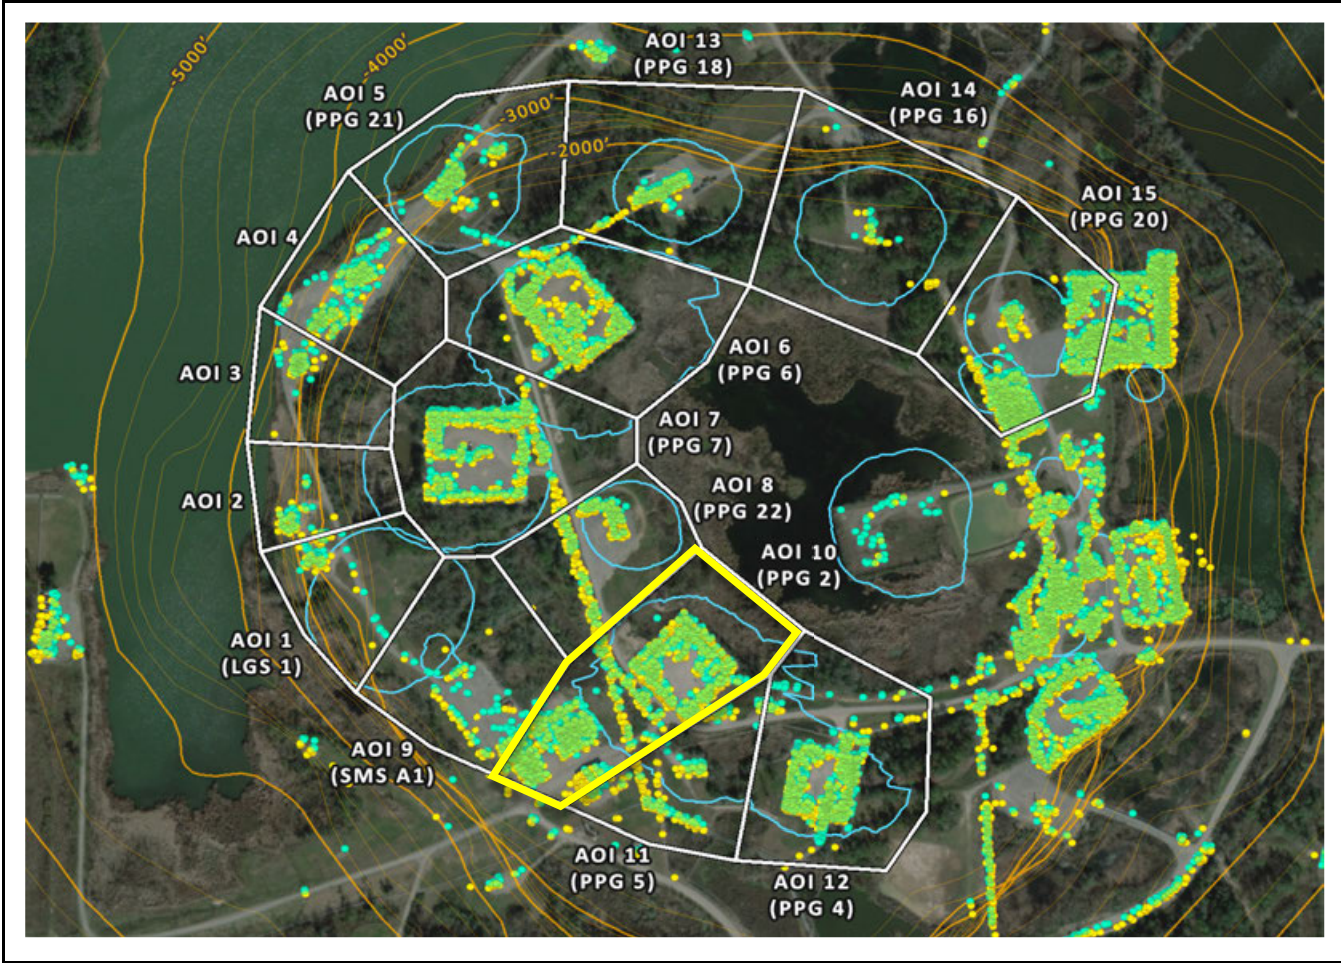 -5000'
-4000'
-3000'
-2000'
AOI 13
(PPG 18)
AOI 5
(PPG 21)
AOI 14
(PPG 16)
AOI 15
(PPG 20)
AOI 4
AOI 6
(PPG 6)
AOI 3
AOI 7
(PPG 7)
AOI 8
(PPG 22)
AOI 2
AOI 10
(PPG 2)
AOI 1
(LGS 1)
AOI 9
(SMS A1)
AOI 11
(PPG 5)
AOI 12
(PPG 4)